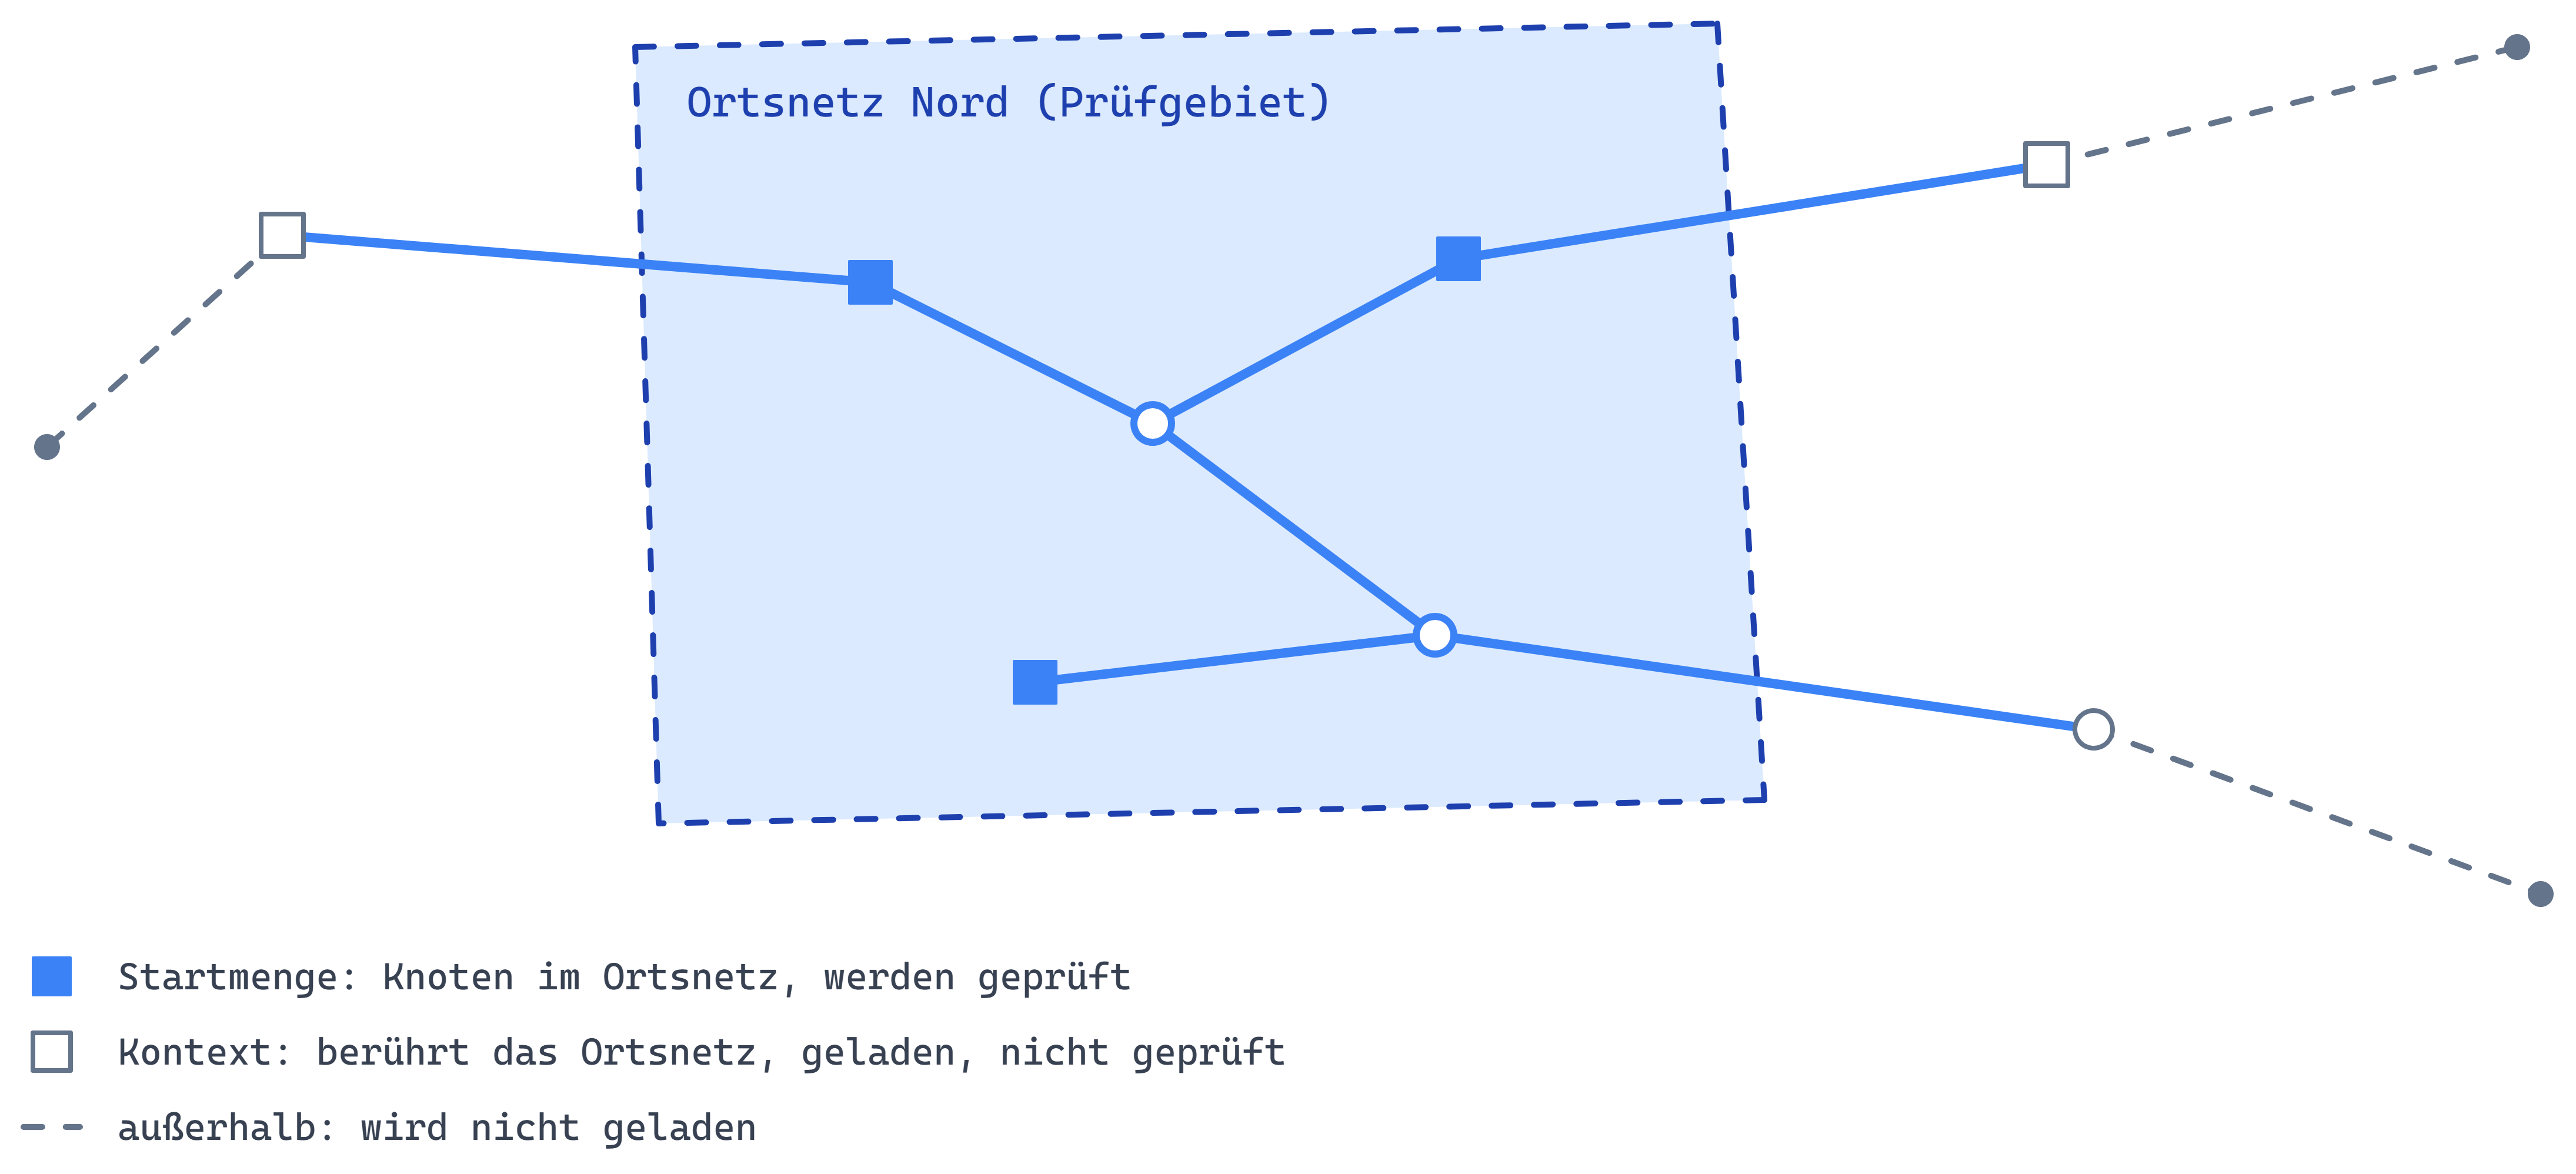 Ortsnetz Nord (Prüfgebiet)
Startmenge: Knoten im Ortsnetz, werden geprüft
Kontext: berührt das Ortsnetz, geladen, nicht geprüft
außerhalb: wird nicht geladen